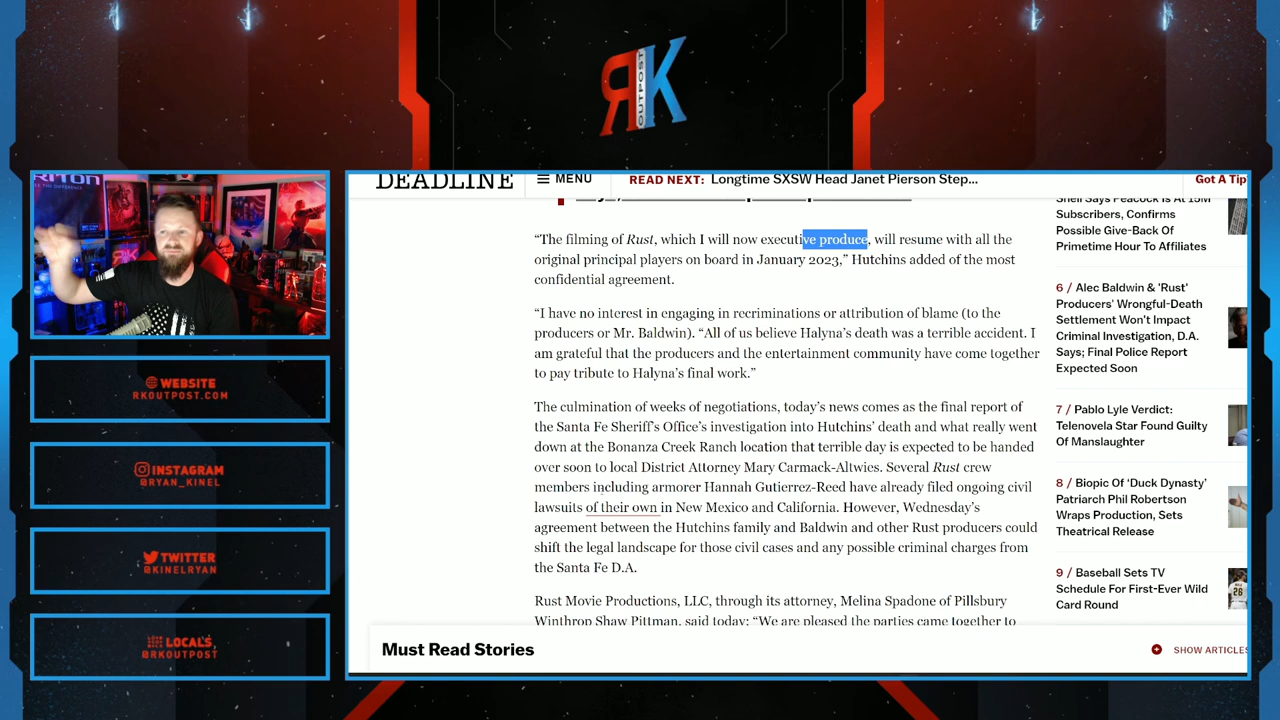 OUTPOST
RK
DEADLINE
MENU
READ NEXT: Longtime SXSW Head Janet Pierson Step...
Got A Tip
“The filming of Rust, which I will now executive produce, will resume with all the
original principal players on board in January 2023,” Hutchins added of the most
confidential agreement.
“I have no interest in engaging in recriminations or attribution of blame (to the
producers or Mr. Baldwin). “All of us believe Halyna’s death was a terrible accident. I
am grateful that the producers and the entertainment community have come together
to pay tribute to Halyna’s final work.”
The culmination of weeks of negotiations, today’s news comes as the final report of
the Santa Fe Sheriff’s Office’s investigation into Hutchins’ death and what really went
down at the Bonanza Creek Ranch location that terrible day is expected to be handed
over soon to local District Attorney Mary Carmack-Altwies. Several Rust crew
members including armorer Hannah Gutierrez-Reed have already filed ongoing civil
lawsuits of their own in New Mexico and California. However, Wednesday’s
agreement between the Hutchins family and Baldwin and other Rust producers could
shift the legal landscape for those civil cases and any possible criminal charges from
the Santa Fe D.A.
Rust Movie Productions, LLC, through its attorney, Melina Spadone of Pillsbury
Winthrop Shaw Pittman, said today: “We are pleased the parties came together to
Shell Says Peacock Is At 15M
Subscribers, Confirms
Possible Give-Back Of
Primetime Hour To Affiliates
6 / Alec Baldwin & 'Rust'
Producers' Wrongful-Death
Settlement Won't Impact
Criminal Investigation, D.A.
Says; Final Police Report
Expected Soon
7 / Pablo Lyle Verdict:
Telenovela Star Found Guilty
Of Manslaughter
8 / Biopic Of ‘Duck Dynasty’
Patriarch Phil Robertson
Wraps Production, Sets
Theatrical Release
9 / Baseball Sets TV
Schedule For First-Ever Wild
Card Round
Must Read Stories
SHOW ARTICLES
WEBSITE
RKOUTPOST.COM
INSTAGRAM
@RYAN_KINEL
TWITTER
@KINELRYAN
LOCALS
@RKOUTPOST